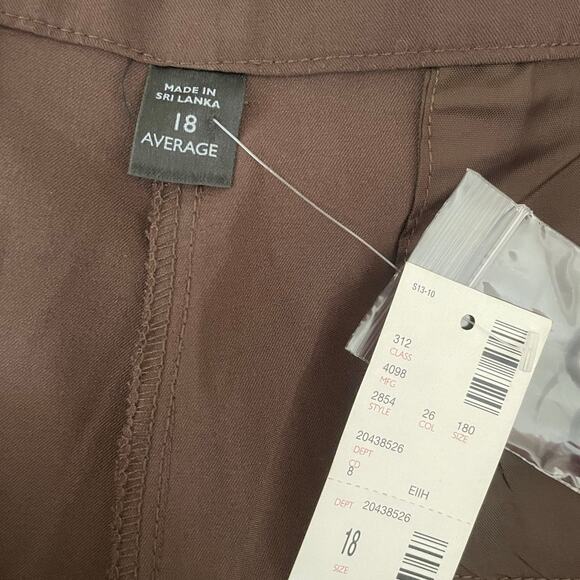 MADE IN
SRI LANKA
18
AVERAGE
S13-10
312
CLASS
4098
MFG
2854 26 180
STYLE COL SIZE
20438526
DEPT
CD
8
EIIH
DEPT 20438526
18
SIZE